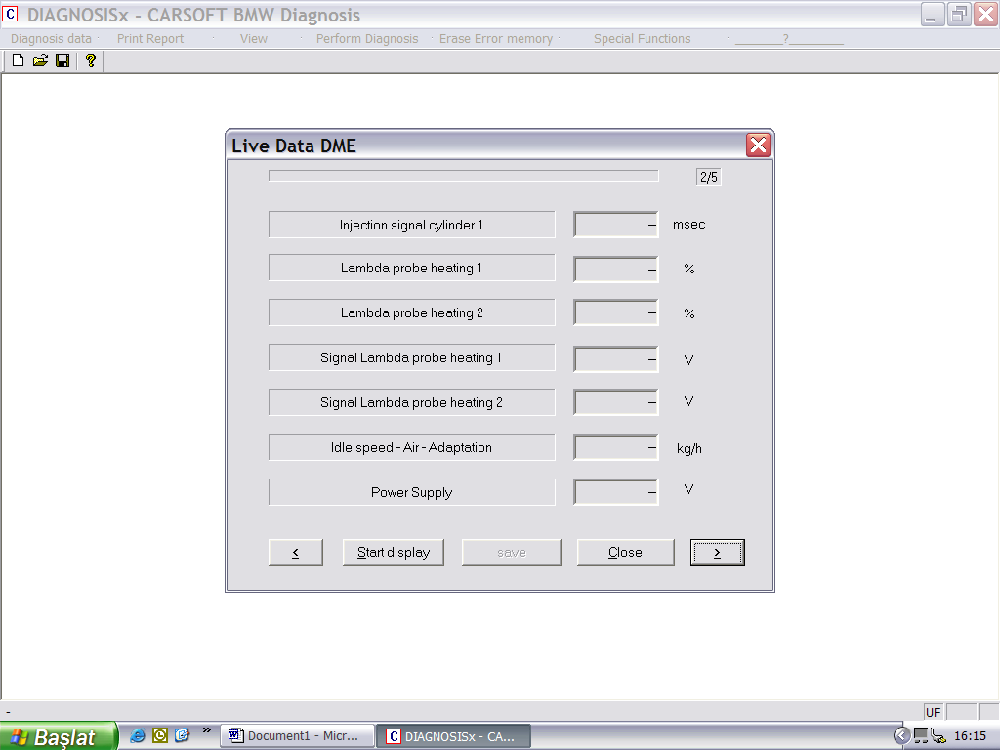 C DIAGNOSISx - CARSOFT BMW Diagnosis
Diagnosis data - Print Report - View - Perform Diagnosis - Erase Error memory - Special Functions - ______?______
?
Live Data DME
2/5
Injection signal cylinder 1 – msec
Lambda probe heating 1 – %
Lambda probe heating 2 – %
Signal Lambda probe heating 1 – V
Signal Lambda probe heating 2 – V
Idle speed - Air - Adaptation – kg/h
Power Supply – V
< Start display save Close >
- UF
Başlat » Document1 - Micr... C DIAGNOSISx - CA... 16:15